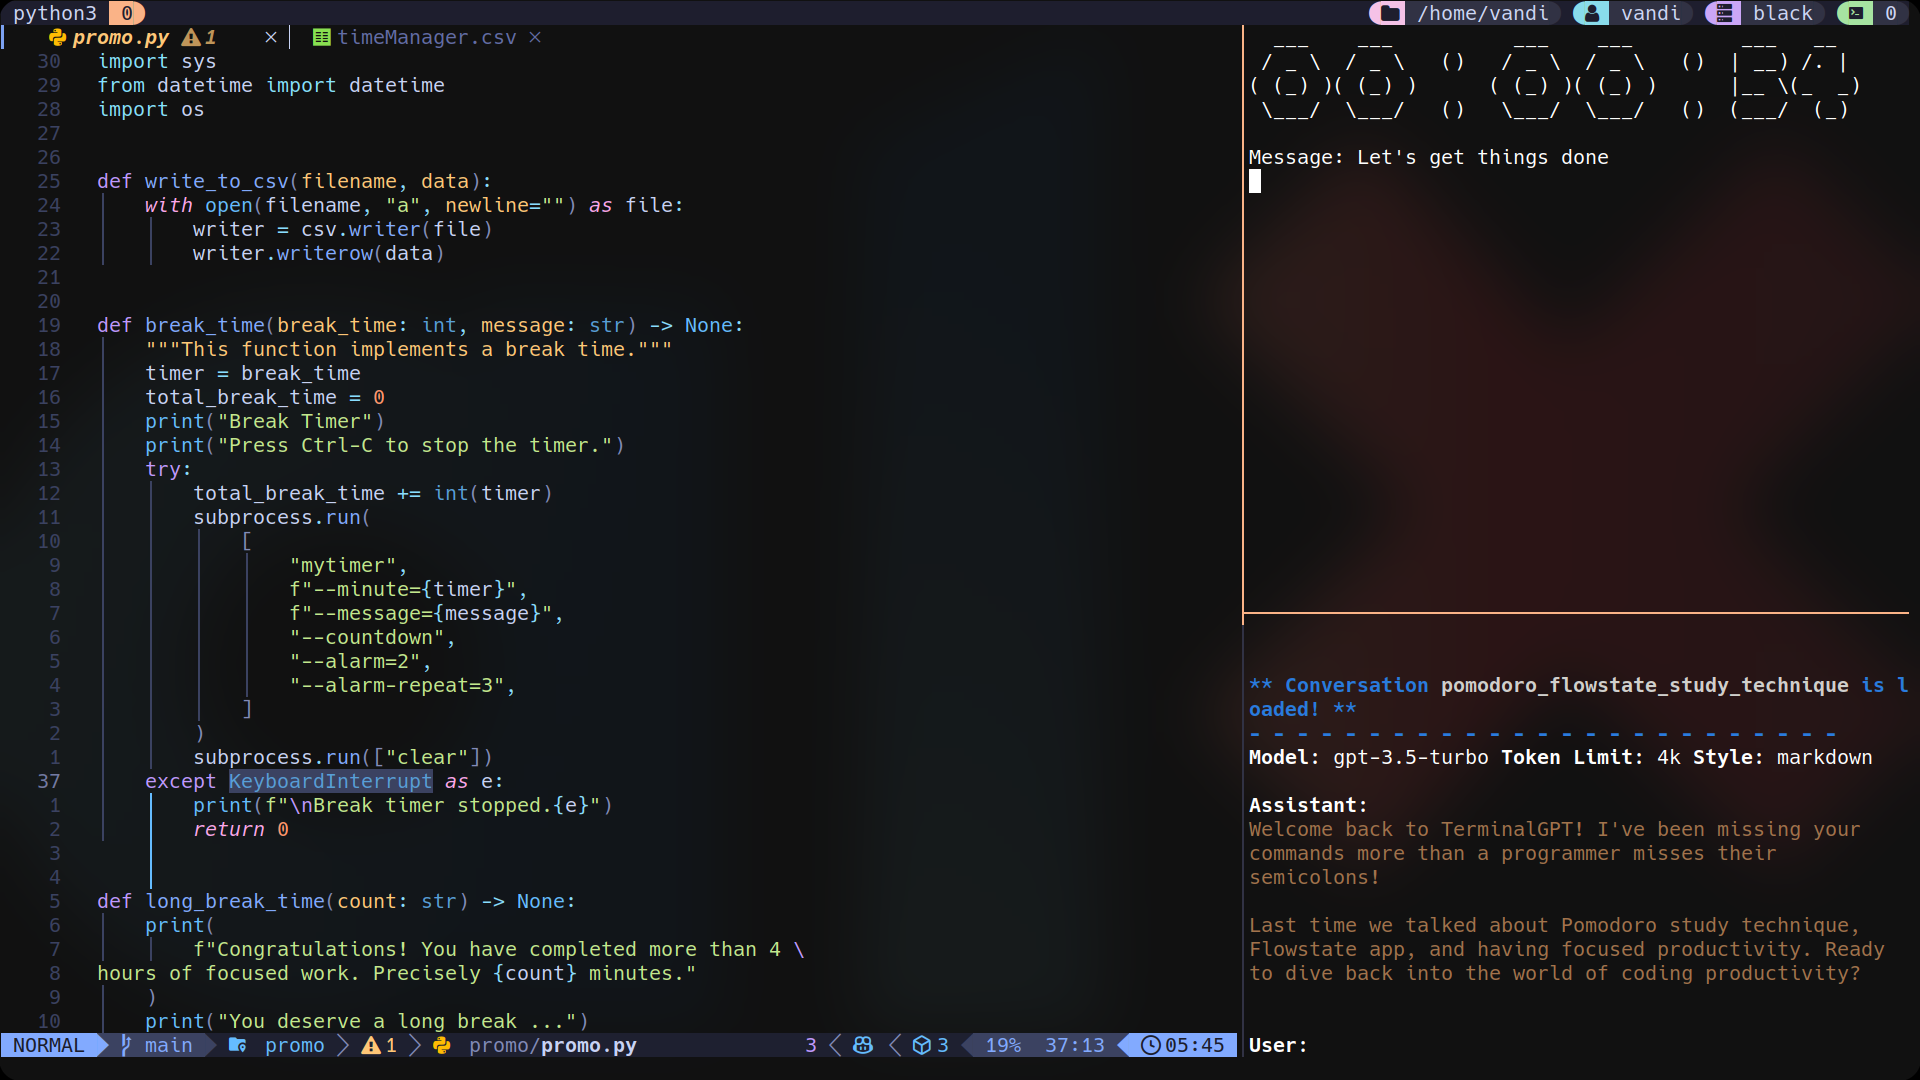 python3 0 /home/vandi vandi black 0
promo.py 1 × timeManager.csv ×
30 import sys
29 from datetime import datetime
28 import os
27
26
25 def write_to_csv(filename, data):
24     with open(filename, "a", newline="") as file:
23         writer = csv.writer(file)
22         writer.writerow(data)
21
20
19 def break_time(break_time: int, message: str) -> None:
18     """This function implements a break time."""
17     timer = break_time
16     total_break_time = 0
15     print("Break Timer")
14     print("Press Ctrl-C to stop the timer.")
13     try:
12         total_break_time += int(timer)
11         subprocess.run(
10             [
9                 "mytimer",
8                 f"--minute={timer}",
7                 f"--message={message}",
6                 "--countdown",
5                 "--alarm=2",
4                 "--alarm-repeat=3",
3             ]
2         )
1         subprocess.run(["clear"])
37     except KeyboardInterrupt as e:
1         print(f"\nBreak timer stopped.{e}")
2         return 0
3
4
5 def long_break_time(count: str) -> None:
6     print(
7         f"Congratulations! You have completed more than 4 \
8 hours of focused work. Precisely {count} minutes."
9     )
10     print("You deserve a long break ...")
NORMAL main promo 1 promo/promo.py 3 3 19% 37:13 05:45
  ___    ___         ___    ___         ___   __
 / _ \  / _ \   ()   / _ \  / _ \   ()  | __) /. |
( (_) )( (_) )      ( (_) )( (_) )      |__ \(_  _)
 \___/  \___/   ()   \___/  \___/   ()  (___/  (_)
Message: Let's get things done
** Conversation pomodoro_flowstate_study_technique is l
oaded! **
- - - - - - - - - - - - - - - - - - - - - - - - -
Model: gpt-3.5-turbo Token Limit: 4k Style: markdown
Assistant:
Welcome back to TerminalGPT! I've been missing your
commands more than a programmer misses their
semicolons!
Last time we talked about Pomodoro study technique,
Flowstate app, and having focused productivity. Ready
to dive back into the world of coding productivity?
User: